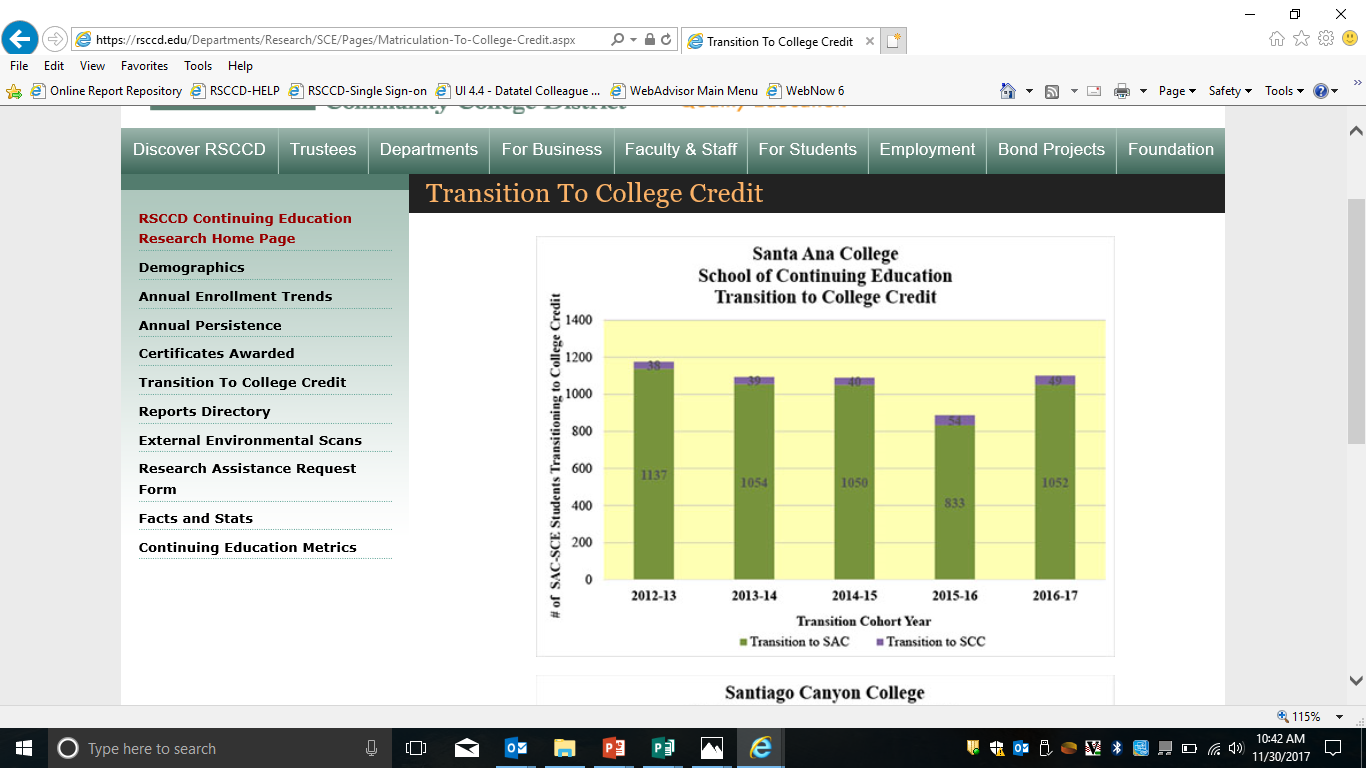 https://rsccd.edu/Departments/Research/SCE/Pages/Matriculation-To-College-Credit.aspx
Transition To College Credit
File Edit View Favorites Tools Help
Online Report Repository RSCCD-HELP RSCCD-Single Sign-on UI 4.4 - Datatel Colleague ... WebAdvisor Main Menu WebNow 6
Page Safety Tools
Community College District
Discover RSCCD Trustees Departments For Business Faculty & Staff For Students Employment Bond Projects Foundation
Transition To College Credit
RSCCD Continuing Education
Research Home Page
Demographics
Annual Enrollment Trends
Annual Persistence
Certificates Awarded
Transition To College Credit
Reports Directory
External Environmental Scans
Research Assistance Request
Form
Facts and Stats
Continuing Education Metrics
Santa Ana College
School of Continuing Education
Transition to College Credit
# of SAC-SCE Students Transitioning to College Credit
1400
1200
1000
800
600
400
200
0
38 39 40 54 49
1137 1054 1050 833 1052
2012-13 2013-14 2014-15 2015-16 2016-17
Transition Cohort Year
Transition to SAC Transition to SCC
Santiago Canyon College
115%
Type here to search
10:42 AM
11/30/2017